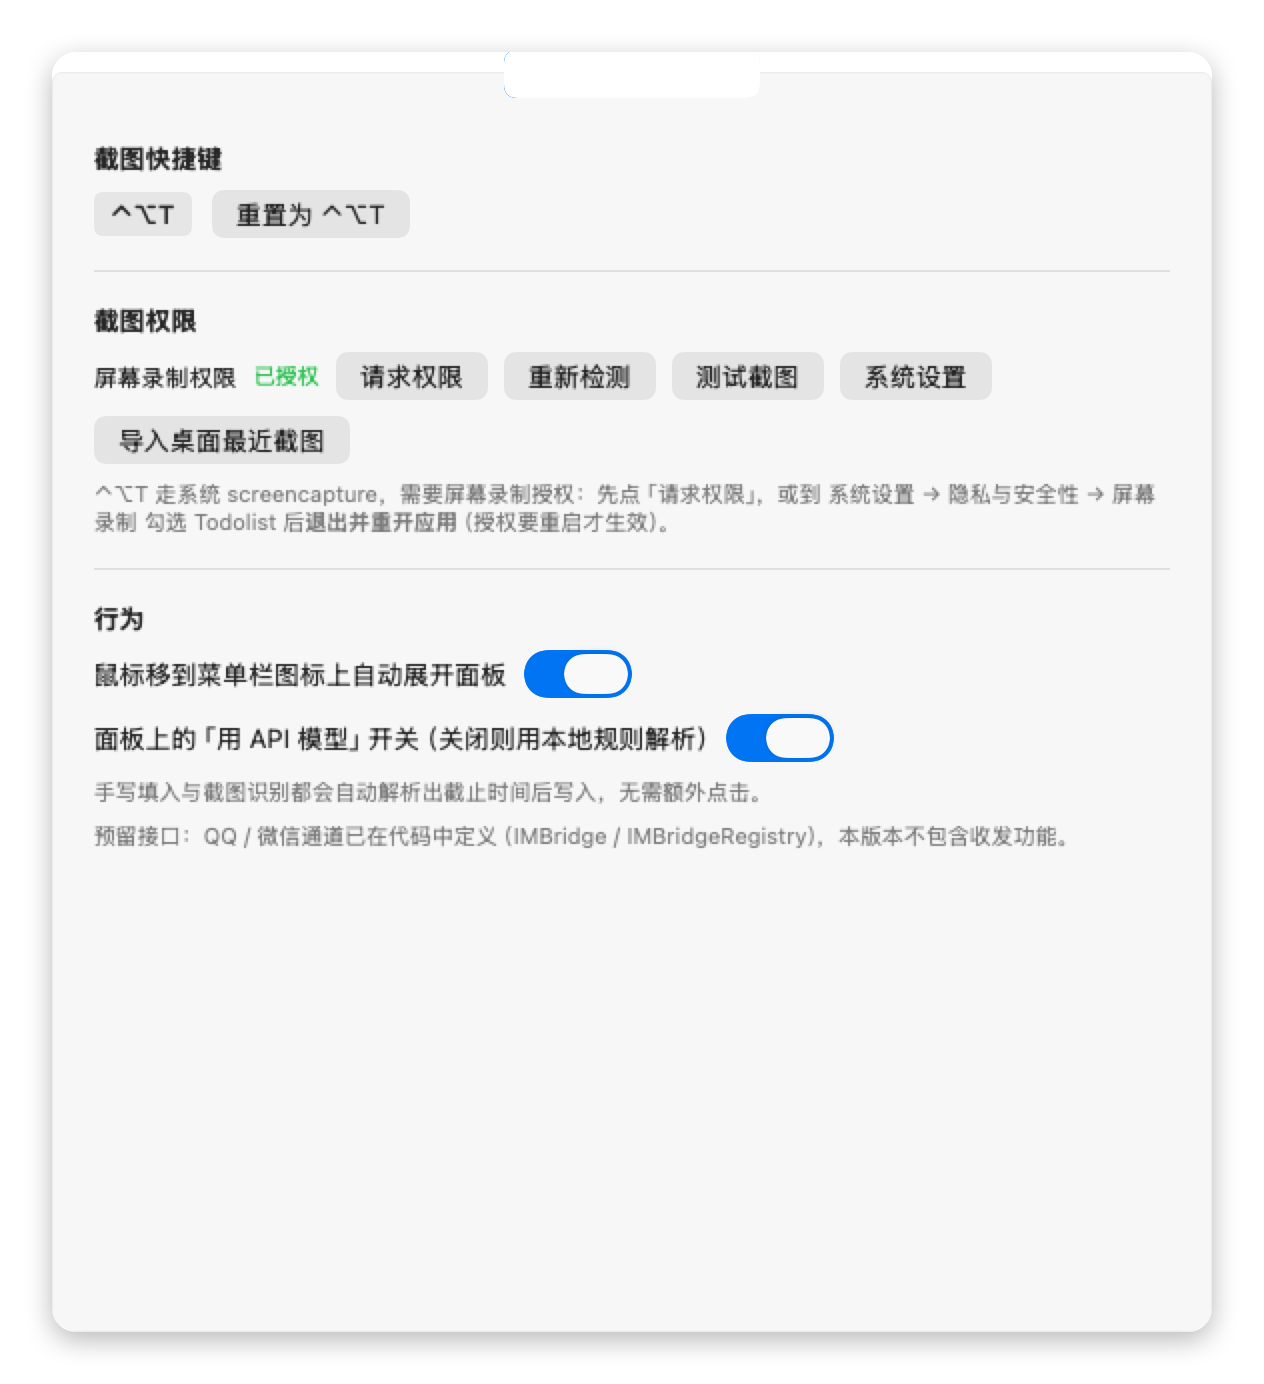 截图快捷键
^⌥T 重置为 ^⌥T
截图权限
屏幕录制权限 已授权 请求权限 重新检测 测试截图 系统设置
导入桌面最近截图
^⌥T 走系统 screencapture，需要屏幕录制授权：先点「请求权限」，或到 系统设置 → 隐私与安全性 → 屏幕
录制 勾选 Todolist 后退出并重开应用（授权要重启才生效）。
行为
鼠标移到菜单栏图标上自动展开面板
面板上的「用 API 模型」开关（关闭则用本地规则解析）
手写填入与截图识别都会自动解析出截止时间后写入，无需额外点击。
预留接口：QQ / 微信通道已在代码中定义（IMBridge / IMBridgeRegistry），本版本不包含收发功能。